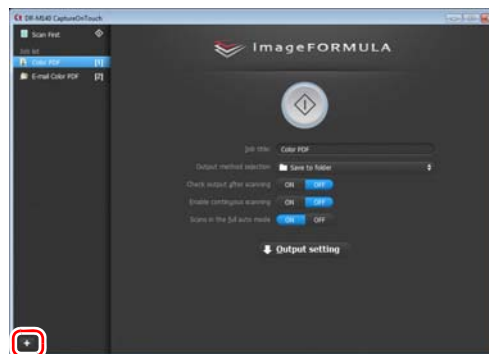 DR-M140 CaptureOnTouch
Scan First
Job list
Color PDF [1]
E-mail Color PDF [2]
imageFORMULA
Job title: Color PDF
Output method selection: Save to folder
Check output after scanning ON OFF
Enable continuous scanning ON OFF
Scans in the full auto mode ON OFF
Output setting